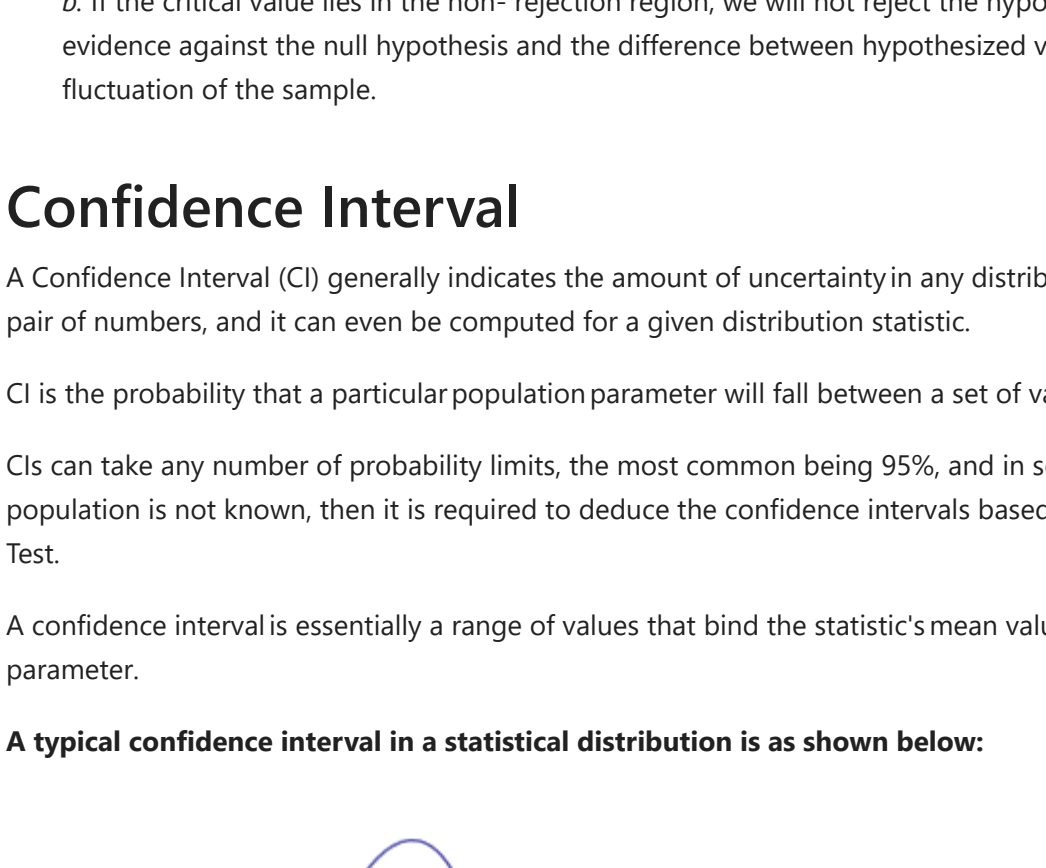 b. If the critical value lies in the non- rejection region, we will not reject the
evidence against the null hypothesis and the difference between hypothesized
fluctuation of the sample.
Confidence Interval
A Confidence Interval (CI) generally indicates the amount of uncertainty in any
pair of numbers, and it can even be computed for a given distribution statistic.
CI is the probability that a particular population parameter will fall between a set of
CIs can take any number of probability limits, the most common being 95%, and in
population is not known, then it is required to deduce the confidence intervals based
Test.
A confidence interval is essentially a range of values that bind the statistic's mean
parameter.
A typical confidence interval in a statistical distribution is as shown below: